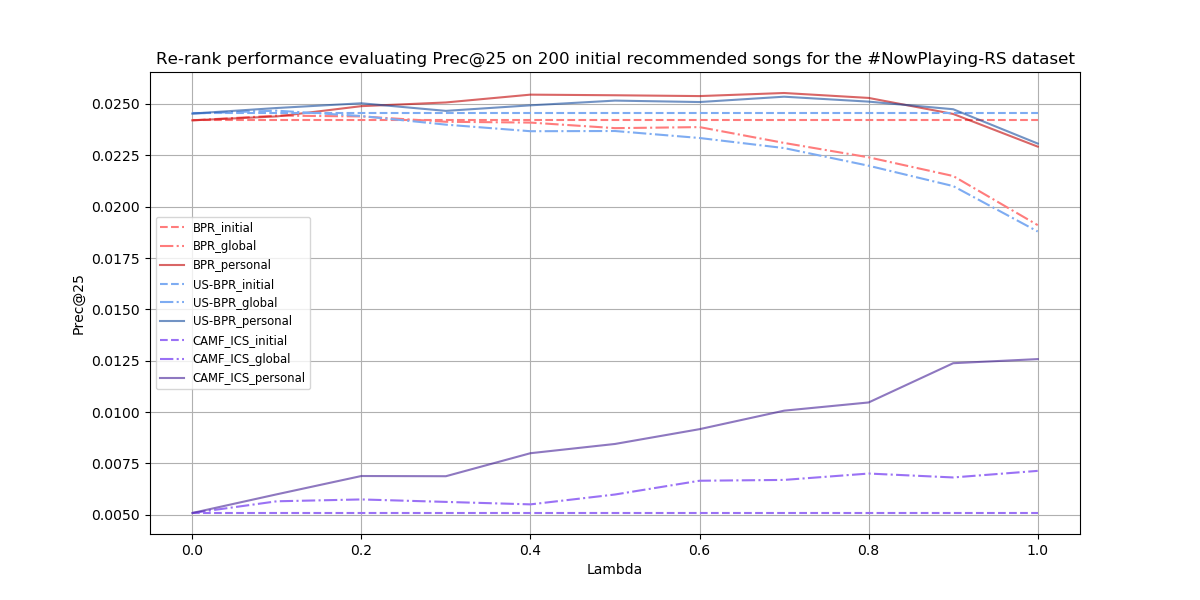 Re-rank performance evaluating Prec@25 on 200 initial recommended songs for the #NowPlaying-RS dataset
0.0250
0.0225
0.0200
0.0175
0.0150
0.0125
0.0100
0.0075
0.0050
Prec@25
BPR_initial
BPR_global
BPR_personal
US-BPR_initial
US-BPR_global
US-BPR_personal
CAMF_ICS_initial
CAMF_ICS_global
CAMF_ICS_personal
0.0 0.2 0.4 0.6 0.8 1.0
Lambda